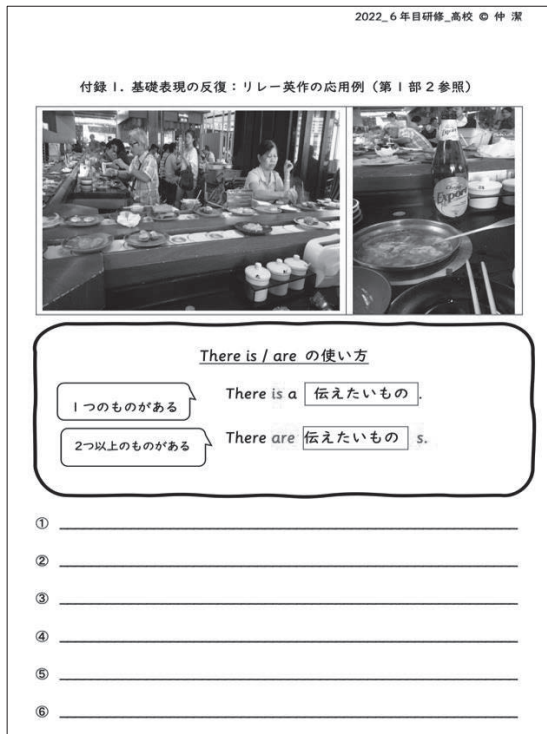 2022_6年目研修_高校 © 仲 潔
付録1. 基礎表現の反復：リレー英作の応用例（第1部2参照）
Export
There is / are の使い方
1つのものがある
There is a 伝えたいもの .
2つ以上のものがある
There are 伝えたいもの s.
①
②
③
④
⑤
⑥